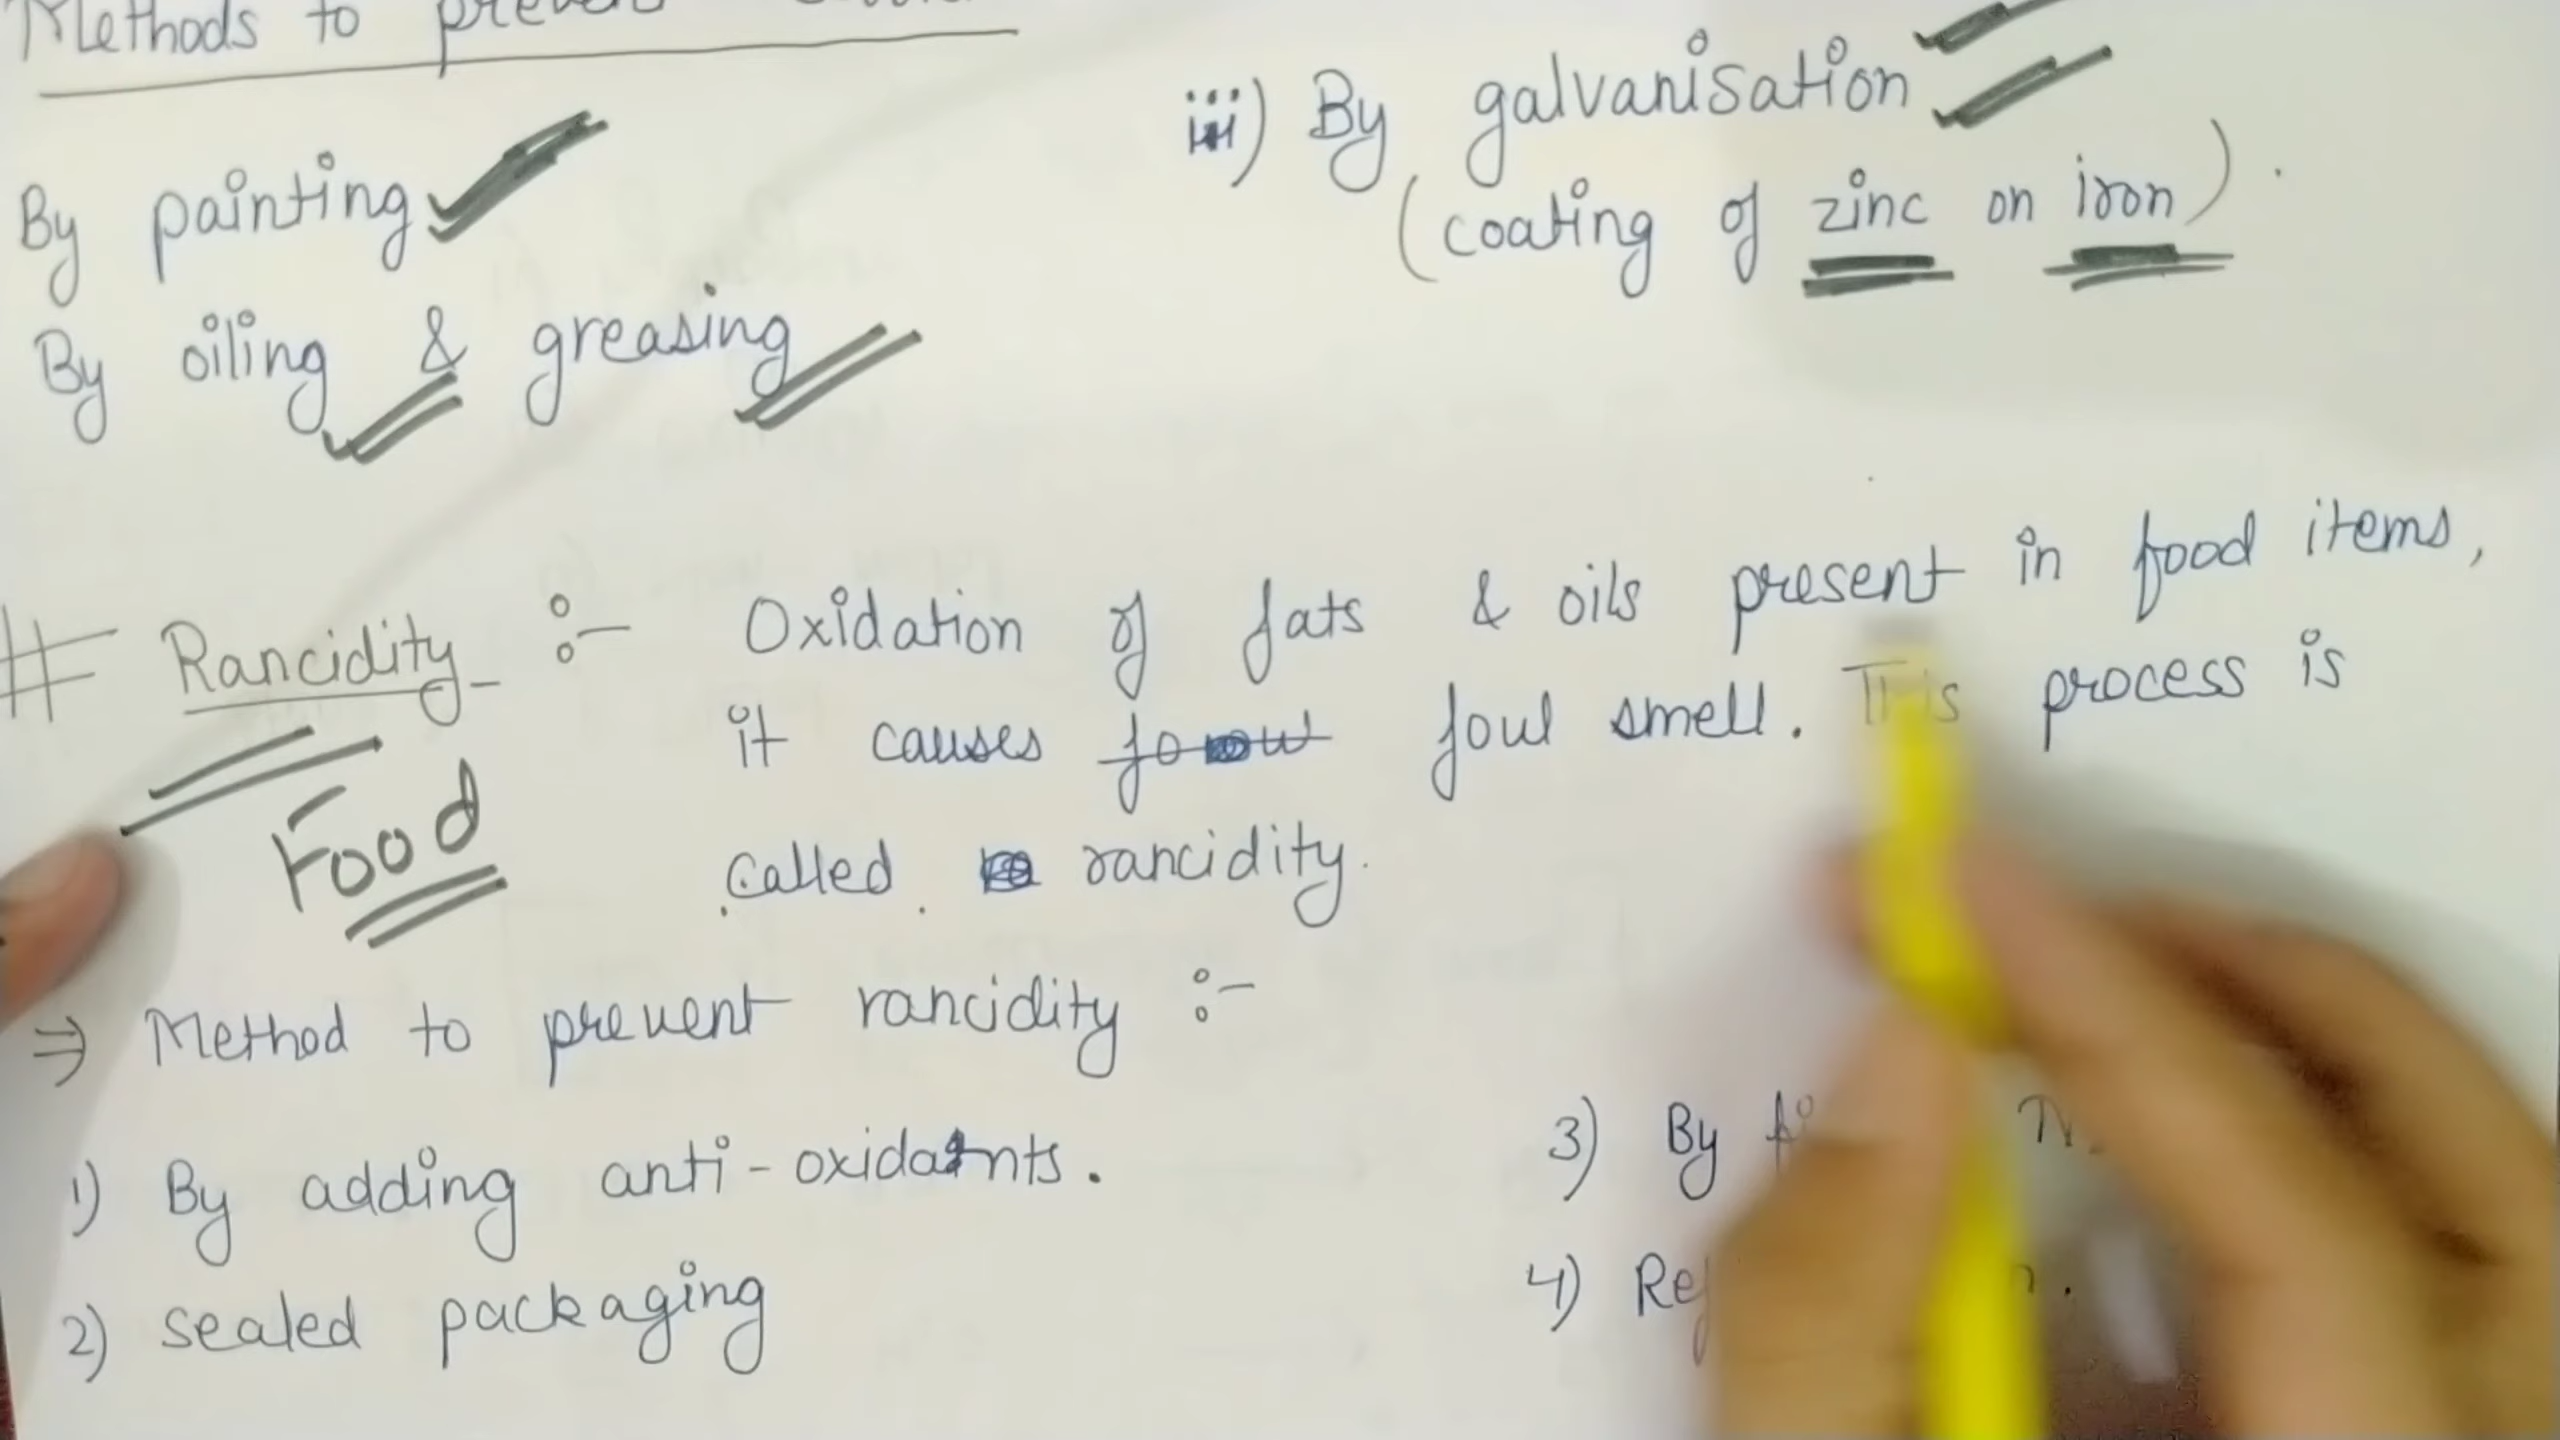 Methods to prevent
By painting
By oiling & greasing
iii) By galvanisation
(coating of zinc on iron).
# Rancidity :- Oxidation of fats & oils present in food items,
it causes foul smell. This process is
called rancidity.
Food
⇒ Method to prevent rancidity :-
1) By adding anti-oxidants.
2) sealed packaging
3) By
4)